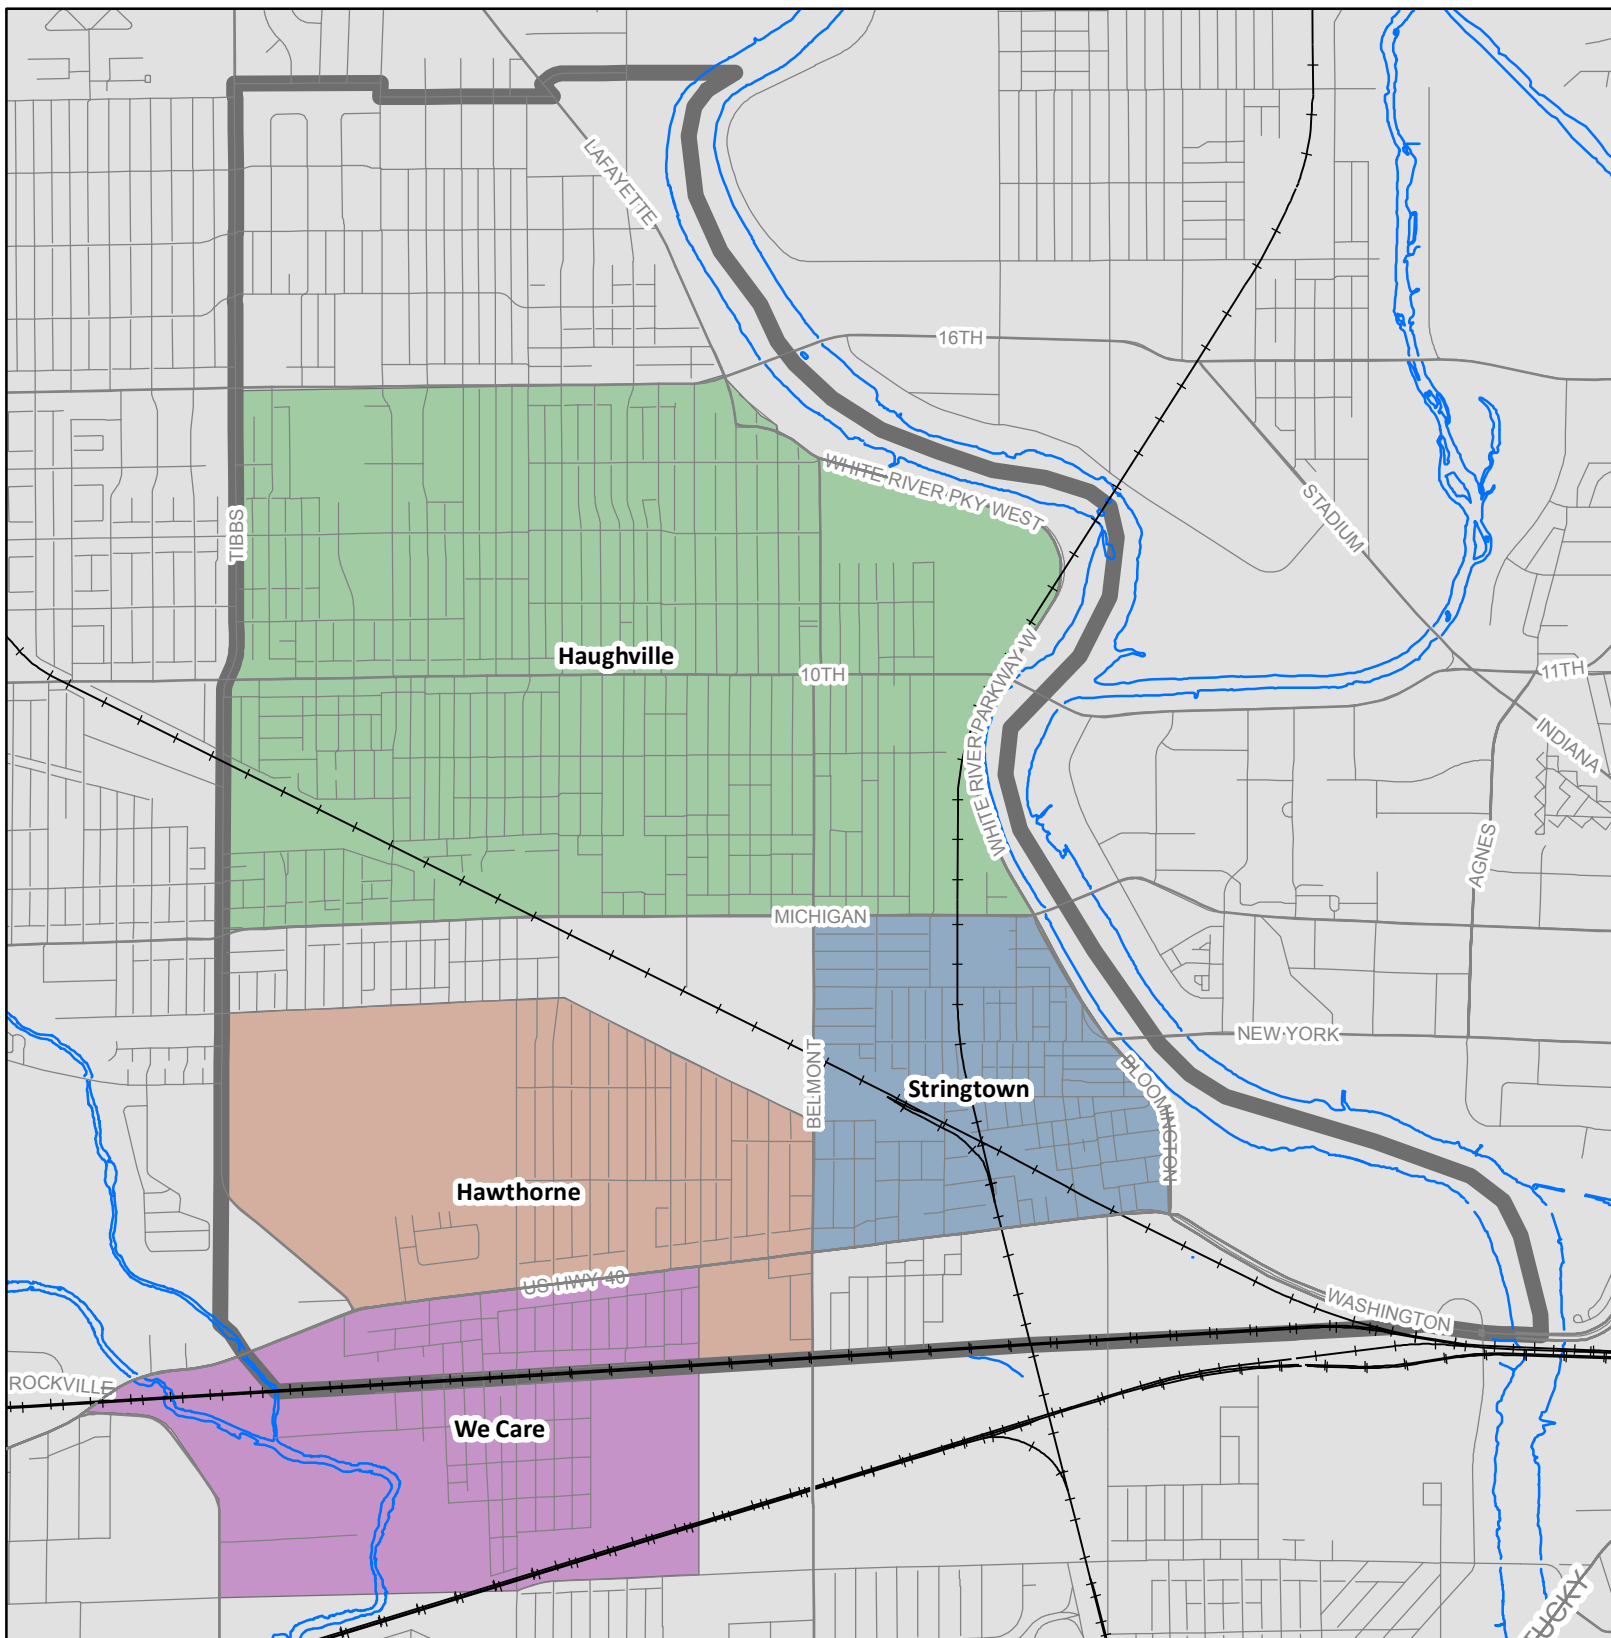 LAFAYETTE
16TH
WHITE RIVER PKY WEST
STADIUM
TIBBS
Haughville
10TH
WHITE RIVER PARKWAY W
11TH
INDIANA
AGNES
MICHIGAN
NEW YORK
BELMONT
Stringtown
BLOOMINGTON
Hawthorne
US HWY 40
WASHINGTON
ROCKVILLE
We Care
TUCKY